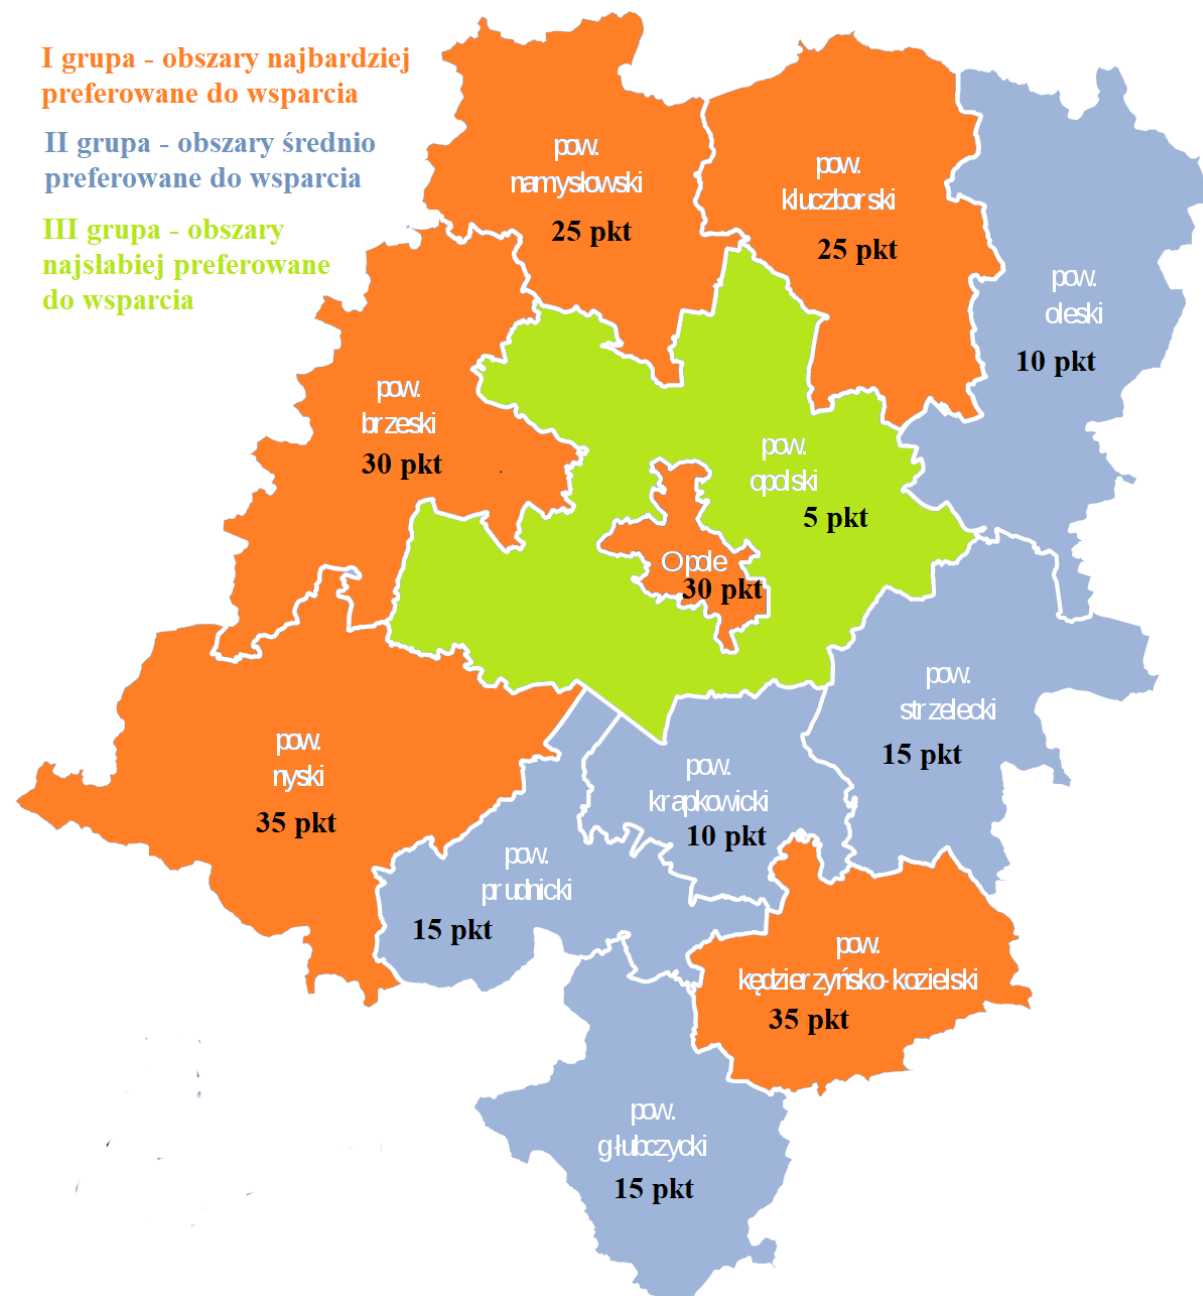 I grupa - obszary najbardziej
preferowane do wsparcia
II grupa - obszary średnio
preferowane do wsparcia
III grupa - obszary
najsłabiej preferowane
do wsparcia
pow.
namysłowski
25 pkt
pow.
kluczborski
25 pkt
pow.
oleski
10 pkt
pow.
brzeski
30 pkt
pow.
opolski
5 pkt
Opole
30 pkt
pow.
strzelecki
15 pkt
pow.
nyski
35 pkt
pow.
krapkowicki
10 pkt
pow.
prudnicki
15 pkt
pow.
kędzierzyńsko-kozielski
35 pkt
pow.
głubczycki
15 pkt